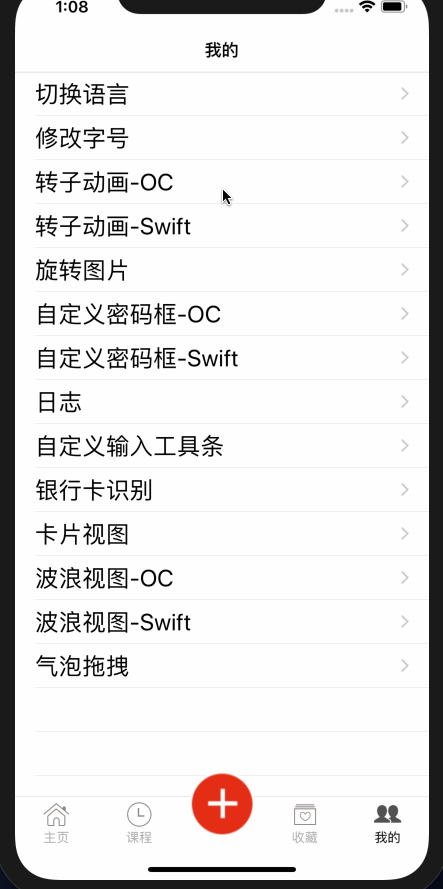 1:08
我的
切换语言
修改字号
转子动画-OC
转子动画-Swift
旋转图片
自定义密码框-OC
自定义密码框-Swift
日志
自定义输入工具条
银行卡识别
卡片视图
波浪视图-OC
波浪视图-Swift
气泡拖拽
主页
课程
收藏
我的